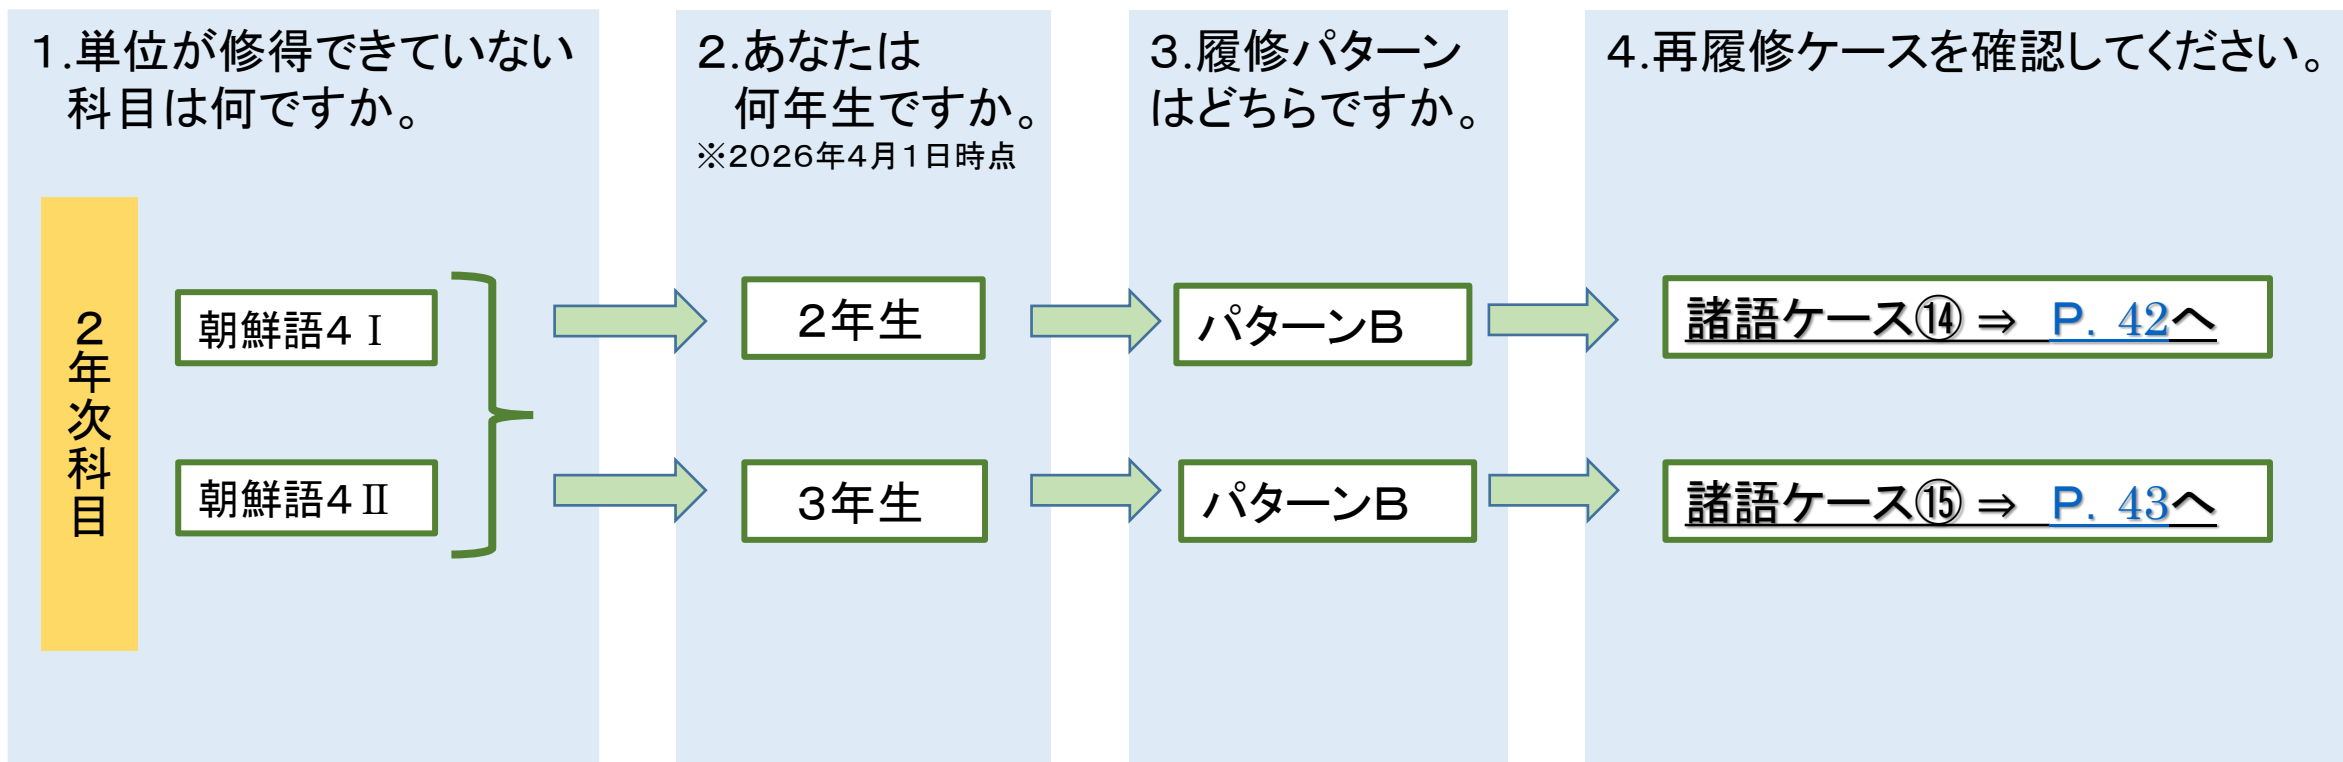 １.単位が修得できていない
科目は何ですか。
２.あなたは
何年生ですか。
※2026年4月1日時点
３.履修パターン
はどちらですか。
４.再履修ケースを確認してください。
２年次科目
朝鮮語４Ⅰ
２年生
パターンＢ
諸語ケース⑭ ⇒ Ｐ. 42へ
朝鮮語４Ⅱ
３年生
パターンＢ
諸語ケース⑮ ⇒ Ｐ. 43へ